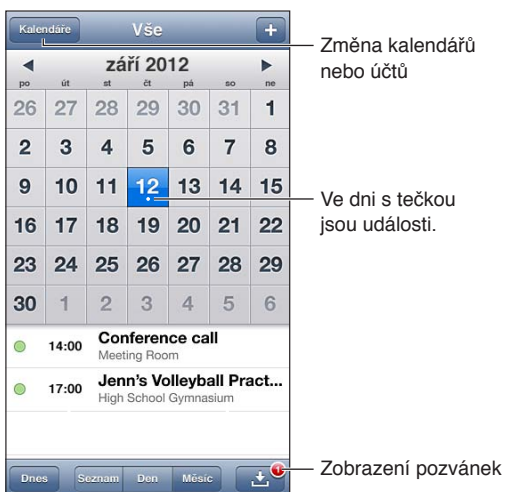 Kalendáře Vše +
září 2012
po út st čt pá so ne
26 27 28 29 30 31 1
2 3 4 5 6 7 8
9 10 11 12 13 14 15
16 17 18 19 20 21 22
23 24 25 26 27 28 29
30 1 2 3 4 5 6
14:00 Conference call
Meeting Room
17:00 Jenn's Volleyball Pract...
High School Gymnasium
Dnes Seznam Den Měsíc 1
Změna kalendářů
nebo účtů
Ve dni s tečkou
jsou události.
Zobrazení pozvánek